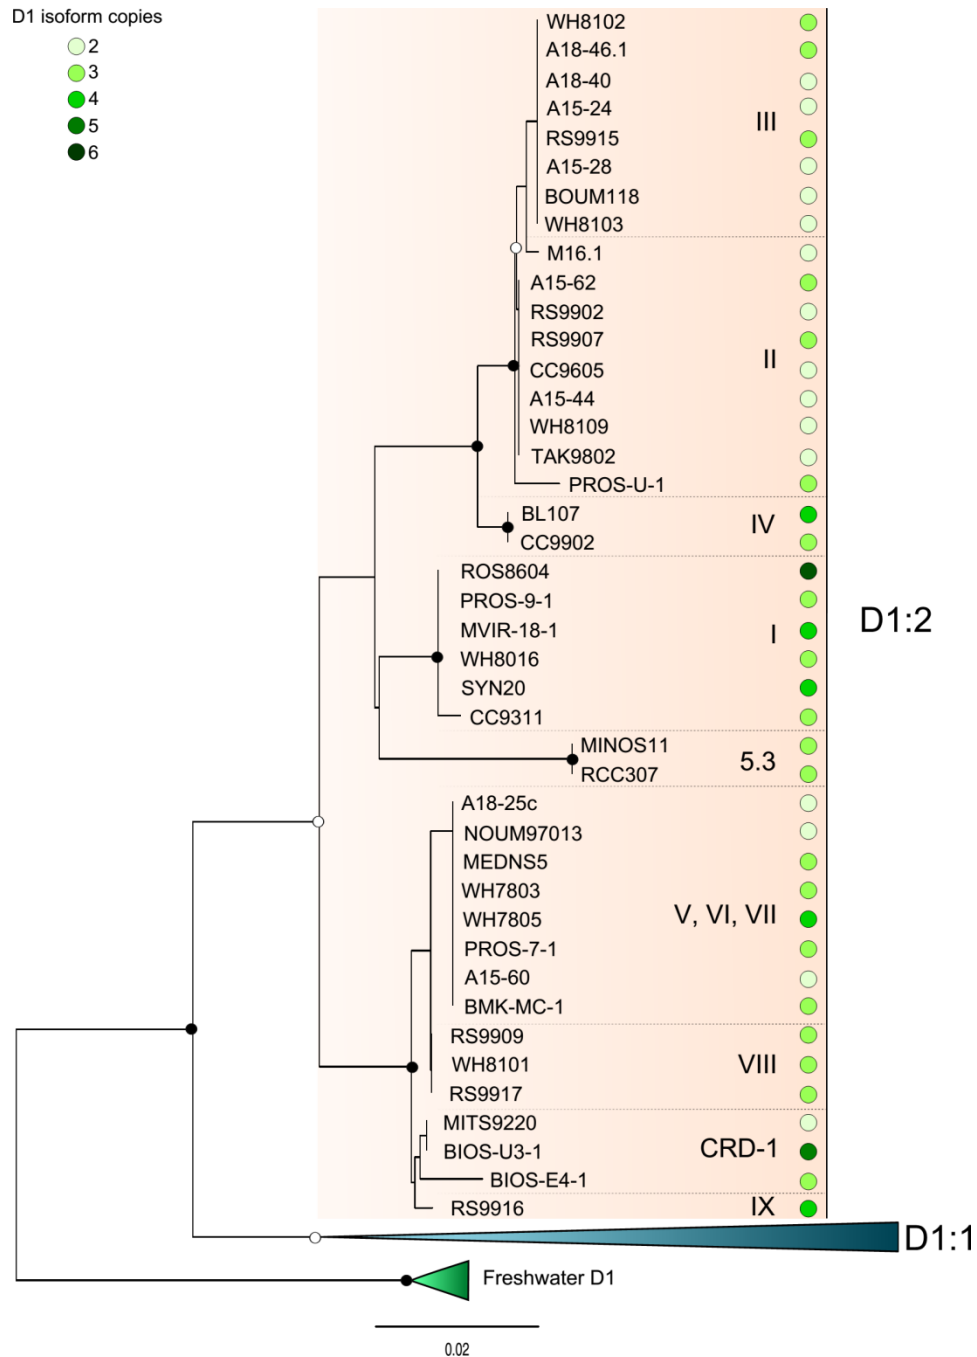 D1 isoform copies
2
3
4
5
6
WH8102
A18-46.1
A18-40
A15-24
III
RS9915
A15-28
BOUM118
WH8103
M16.1
A15-62
RS9902
RS9907
II
CC9605
A15-44
WH8109
TAK9802
PROS-U-1
BL107
IV
CC9902
ROS8604
PROS-9-1
D1:2
MVIR-18-1
I
WH8016
SYN20
CC9311
MINOS11
5.3
RCC307
A18-25c
NOUM97013
MEDNS5
WH7803
V, VI, VII
WH7805
PROS-7-1
A15-60
BMK-MC-1
RS9909
WH8101
VIII
RS9917
MITS9220
BIOS-U3-1
CRD-1
BIOS-E4-1
RS9916
IX
D1:1
Freshwater D1
0.02